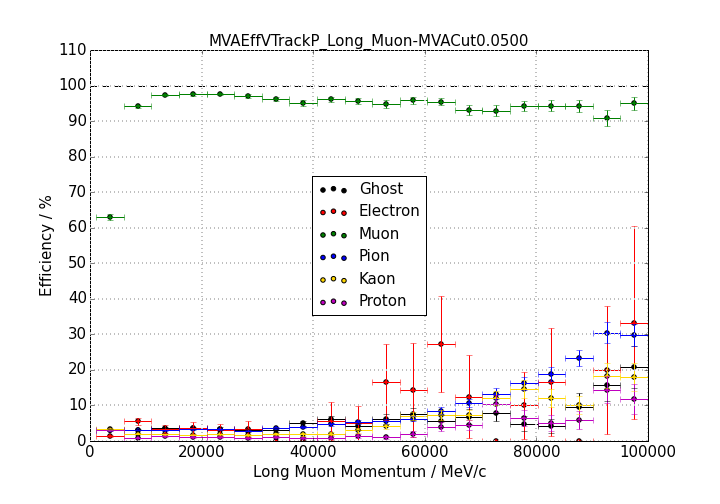 MVAEffVTrackP_Long_Muon-MVACut0.0500
110
100
90
80
70
60
50
40
30
20
10
0
Efficiency / %
Ghost
Electron
Muon
Pion
Kaon
Proton
0 20000 40000 60000 80000 100000
Long Muon Momentum / MeV/c